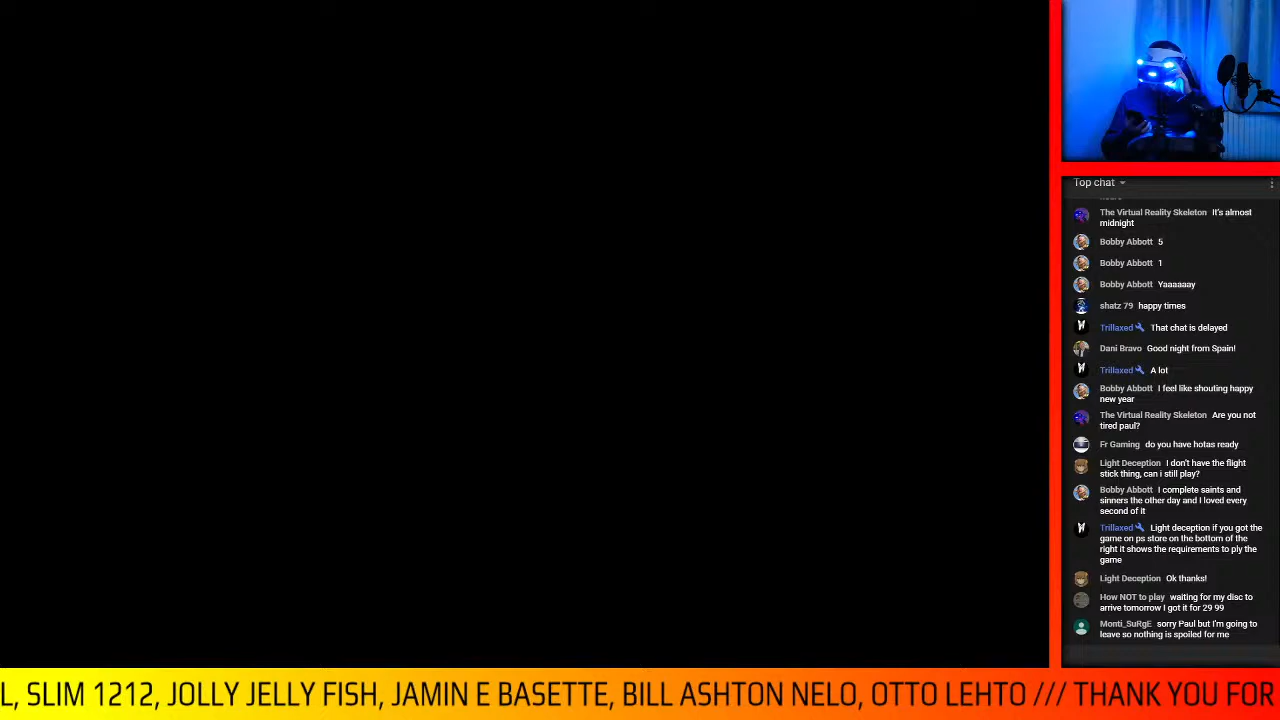 Top chat
The Virtual Reality Skeleton It's almost
midnight
Bobby Abbott 5
Bobby Abbott 1
Bobby Abbott Yaaaaaay
shatz 79 happy times
Trillaxed That chat is delayed
Dani Bravo Good night from Spain!
Trillaxed A lot
Bobby Abbott I feel like shouting happy
new year
The Virtual Reality Skeleton Are you not
tired paul?
Fr Gaming do you have hotas ready
Light Deception I don't have the flight
stick thing, can i still play?
Bobby Abbott I complete saints and
sinners the other day and I loved every
second of it
Trillaxed Light deception if you got the
game on ps store on the bottom of the
right it shows the requirements to ply the
game
Light Deception Ok thanks!
How NOT to play waiting for my disc to
arrive tomorrow I got it for 29 99
Monti_SuRgE sorry Paul but I'm going to
leave so nothing is spoiled for me
L, SLIM 1212, JOLLY JELLY FISH, JAMIN E BASETTE, BILL ASHTON NELO, OTTO LEHTO /// THANK YOU FOR